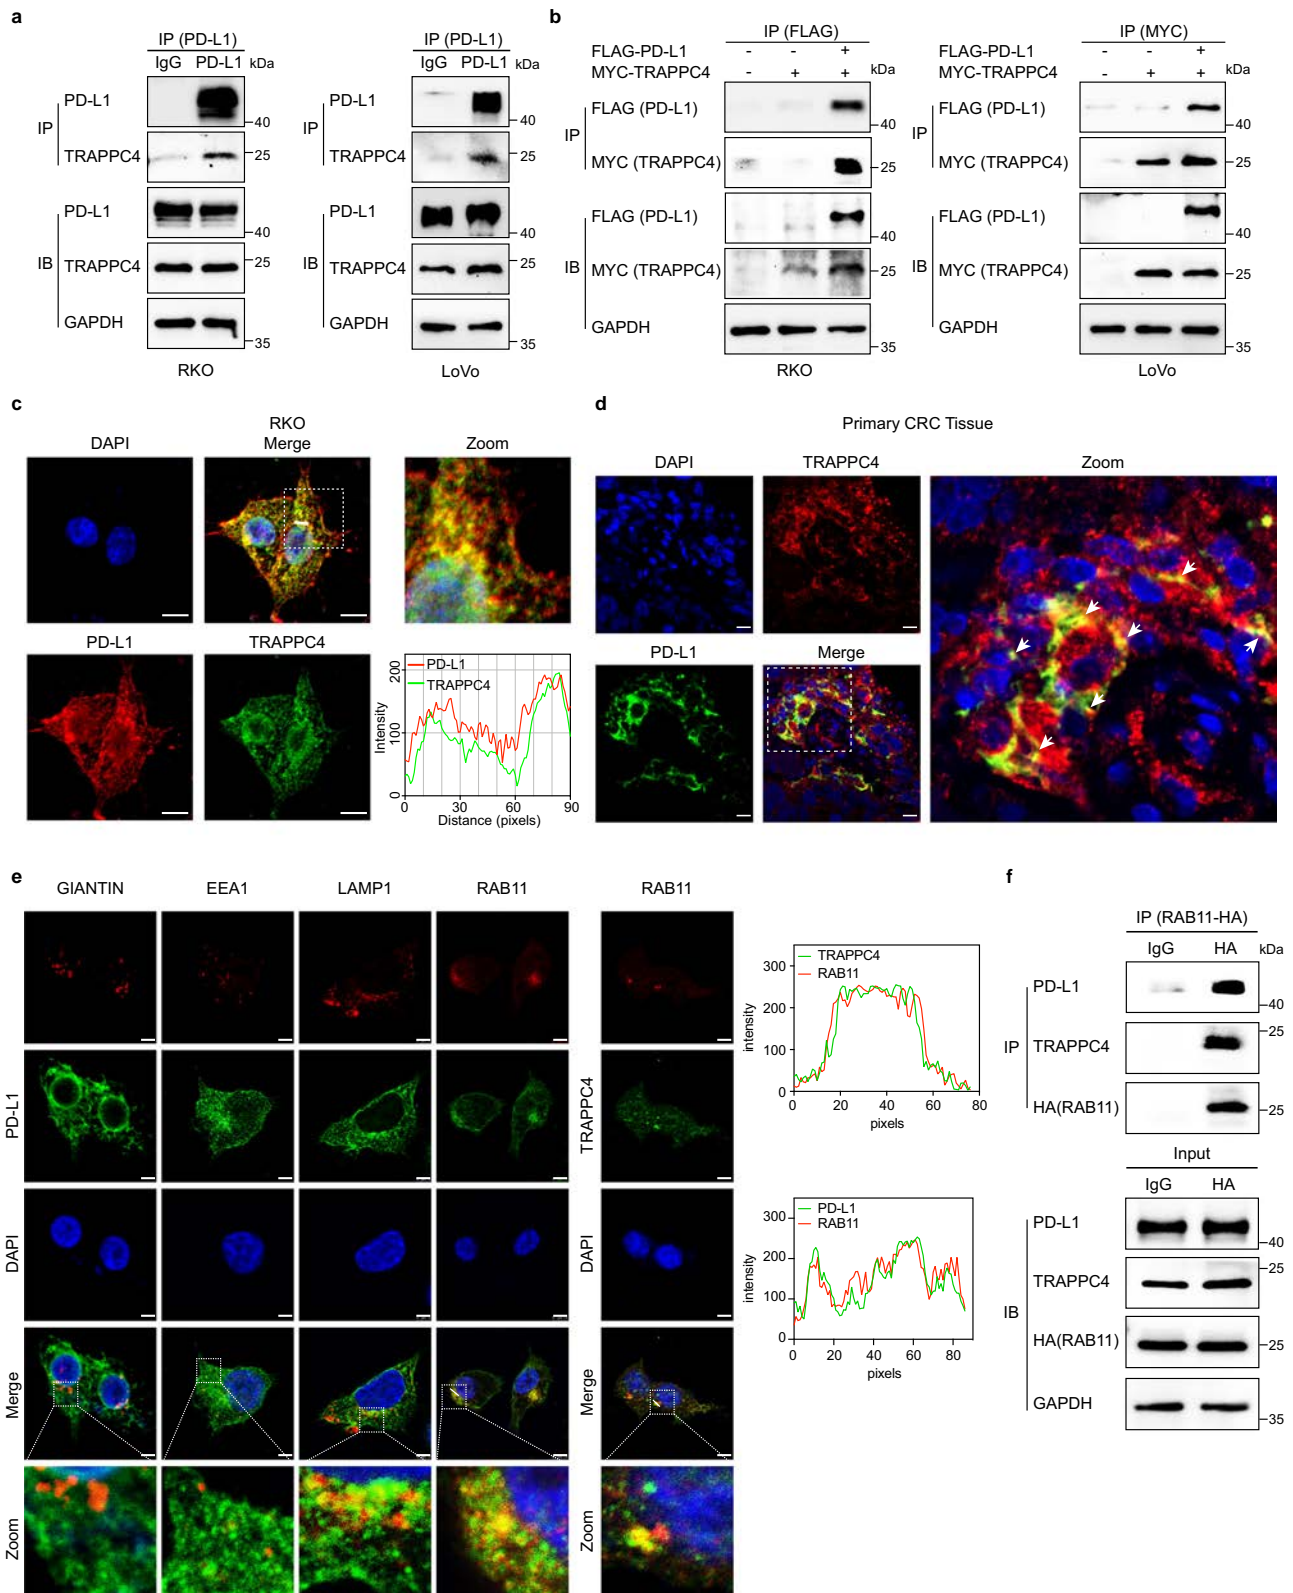 a
IP (PD-L1)
IgG PD-L1 kDa
PD-L1
40
IP
TRAPPC4
25
PD-L1
40
IB
TRAPPC4
25
GAPDH
35
RKO
IP (PD-L1)
IgG PD-L1 kDa
PD-L1
40
IP
TRAPPC4
25
PD-L1
40
IB
TRAPPC4
25
GAPDH
35
LoVo
b
IP (FLAG)
FLAG-PD-L1 - - +
MYC-TRAPPC4 - + + kDa
FLAG (PD-L1)
40
IP
MYC (TRAPPC4)
25
FLAG (PD-L1)
40
IB
MYC (TRAPPC4)
25
GAPDH
35
RKO
IP (MYC)
FLAG-PD-L1 - - +
MYC-TRAPPC4 - + + kDa
FLAG (PD-L1)
40
IP
MYC (TRAPPC4)
25
FLAG (PD-L1)
40
IB
MYC (TRAPPC4)
25
GAPDH
35
LoVo
c
RKO
DAPI Merge Zoom
PD-L1 TRAPPC4
PD-L1
TRAPPC4
Intensity
200
100
0
0 30 60 90
Distance (pixels)
d
Primary CRC Tissue
DAPI TRAPPC4 Zoom
PD-L1 Merge
e
GIANTIN EEA1 LAMP1 RAB11 RAB11
PD-L1
TRAPPC4
DAPI
DAPI
Merge
Merge
Zoom
Zoom
TRAPPC4
RAB11
intensity
300
200
100
0
0 20 40 60 80
pixels
PD-L1
RAB11
intensity
300
200
100
0
0 20 40 60 80
pixels
f
IP (RAB11-HA)
IgG HA kDa
PD-L1
40
IP
TRAPPC4
25
HA(RAB11)
25
Input
IgG HA
PD-L1
40
TRAPPC4
25
IB
HA(RAB11)
25
GAPDH
35